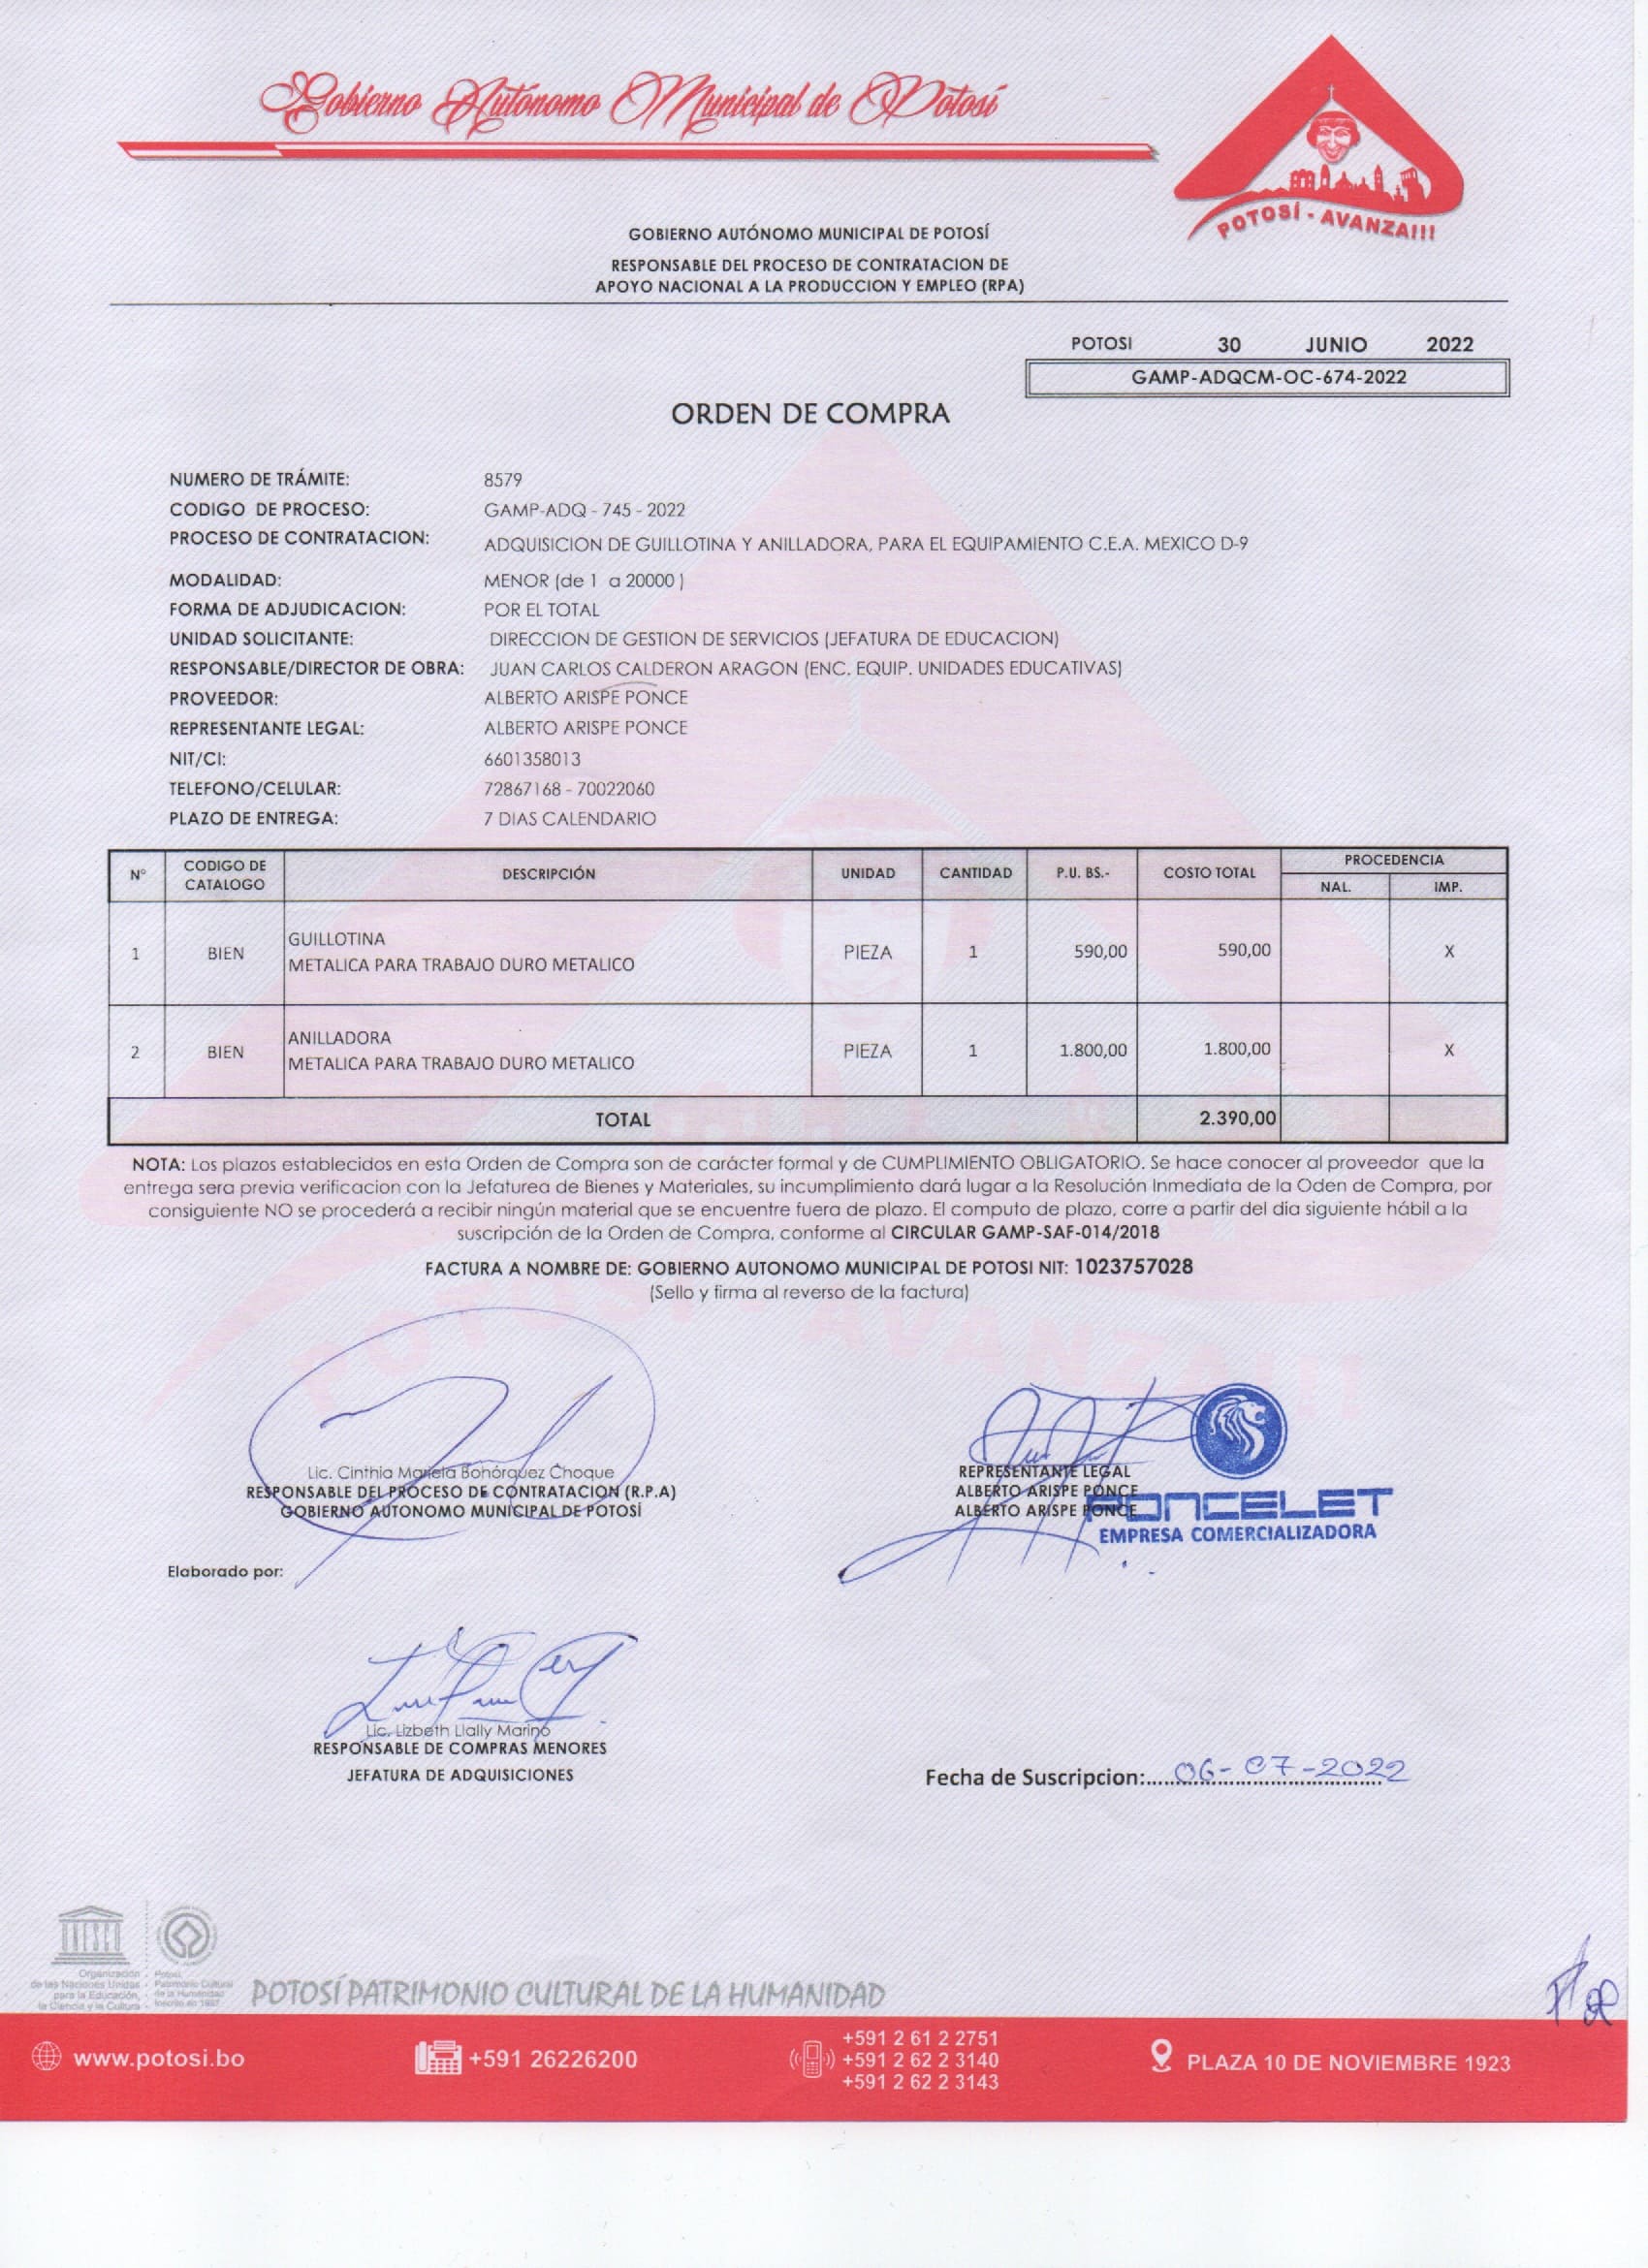 Gobierno Autónomo Municipal de Potosí
POTOSÍ - AVANZA!!!
GOBIERNO AUTÓNOMO MUNICIPAL DE POTOSÍ
RESPONSABLE DEL PROCESO DE CONTRATACION DE
APOYO NACIONAL A LA PRODUCCION Y EMPLEO (RPA)
POTOSI 30 JUNIO 2022
GAMP-ADQCM-OC-674-2022
ORDEN DE COMPRA
NUMERO DE TRÁMITE: 8579
CODIGO DE PROCESO: GAMP-ADQ - 745 - 2022
PROCESO DE CONTRATACION: ADQUISICION DE GUILLOTINA Y ANILLADORA, PARA EL EQUIPAMIENTO C.E.A. MEXICO D-9
MODALIDAD: MENOR (de 1 a 20000 )
FORMA DE ADJUDICACION: POR EL TOTAL
UNIDAD SOLICITANTE: DIRECCION DE GESTION DE SERVICIOS (JEFATURA DE EDUCACION)
RESPONSABLE/DIRECTOR DE OBRA: JUAN CARLOS CALDERON ARAGON (ENC. EQUIP. UNIDADES EDUCATIVAS)
PROVEEDOR: ALBERTO ARISPE PONCE
REPRESENTANTE LEGAL: ALBERTO ARISPE PONCE
NIT/CI: 6601358013
TELEFONO/CELULAR: 72867168 - 70022060
PLAZO DE ENTREGA: 7 DIAS CALENDARIO
N° CODIGO DE CATALOGO DESCRIPCIÓN UNIDAD CANTIDAD P.U. BS.- COSTO TOTAL PROCEDENCIA
NAL. IMP.
1 BIEN GUILLOTINA
METALICA PARA TRABAJO DURO METALICO PIEZA 1 590,00 590,00 X
2 BIEN ANILLADORA
METALICA PARA TRABAJO DURO METALICO PIEZA 1 1.800,00 1.800,00 X
TOTAL 2.390,00
NOTA: Los plazos establecidos en esta Orden de Compra son de carácter formal y de CUMPLIMIENTO OBLIGATORIO. Se hace conocer al proveedor que la
entrega sera previa verificacion con la Jefaturea de Bienes y Materiales, su incumplimiento dará lugar a la Resolución Inmediata de la Oden de Compra, por
consiguiente NO se procederá a recibir ningún material que se encuentre fuera de plazo. El computo de plazo, corre a partir del dia siguiente hábil a la
suscripción de la Orden de Compra, conforme al CIRCULAR GAMP-SAF-014/2018
FACTURA A NOMBRE DE: GOBIERNO AUTONOMO MUNICIPAL DE POTOSI NIT: 1023757028
(Sello y firma al reverso de la factura)
POTOSÍ - AVANZA!!!
Lic. Cinthia Mariela Bohórquez Choque
RESPONSABLE DEL PROCESO DE CONTRATACION (R.P.A)
GOBIERNO AUTONOMO MUNICIPAL DE POTOSÍ
REPRESENTANTE LEGAL
ALBERTO ARISPE PONCE
ALBERTO ARISPE PONCE
PONCELET
EMPRESA COMERCIALIZADORA
Elaborado por:
Lic. Lizbeth Llally Marino
RESPONSABLE DE COMPRAS MENORES
JEFATURA DE ADQUISICIONES
Fecha de Suscripcion:.....06-07-2022
Organización
de las Naciones Unidas
para la Educación,
la Ciencia y la Cultura
Patrimonio Cultural
de la Humanidad
inscrito en 1987
POTOSÍ PATRIMONIO CULTURAL DE LA HUMANIDAD
www.potosi.bo
+591 26226200
+591 2 61 2 2751
+591 2 62 2 3140
+591 2 62 2 3143
PLAZA 10 DE NOVIEMBRE 1923